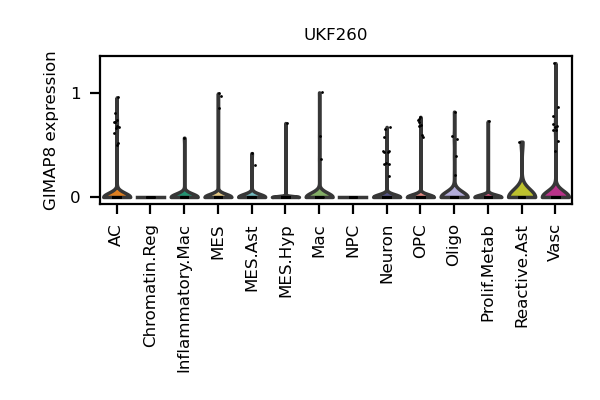 UKF260
GIMAP8 expression
1
0
AC
Chromatin.Reg
Inflammatory.Mac
MES
MES.Ast
MES.Hyp
Mac
NPC
Neuron
OPC
Oligo
Prolif.Metab
Reactive.Ast
Vasc